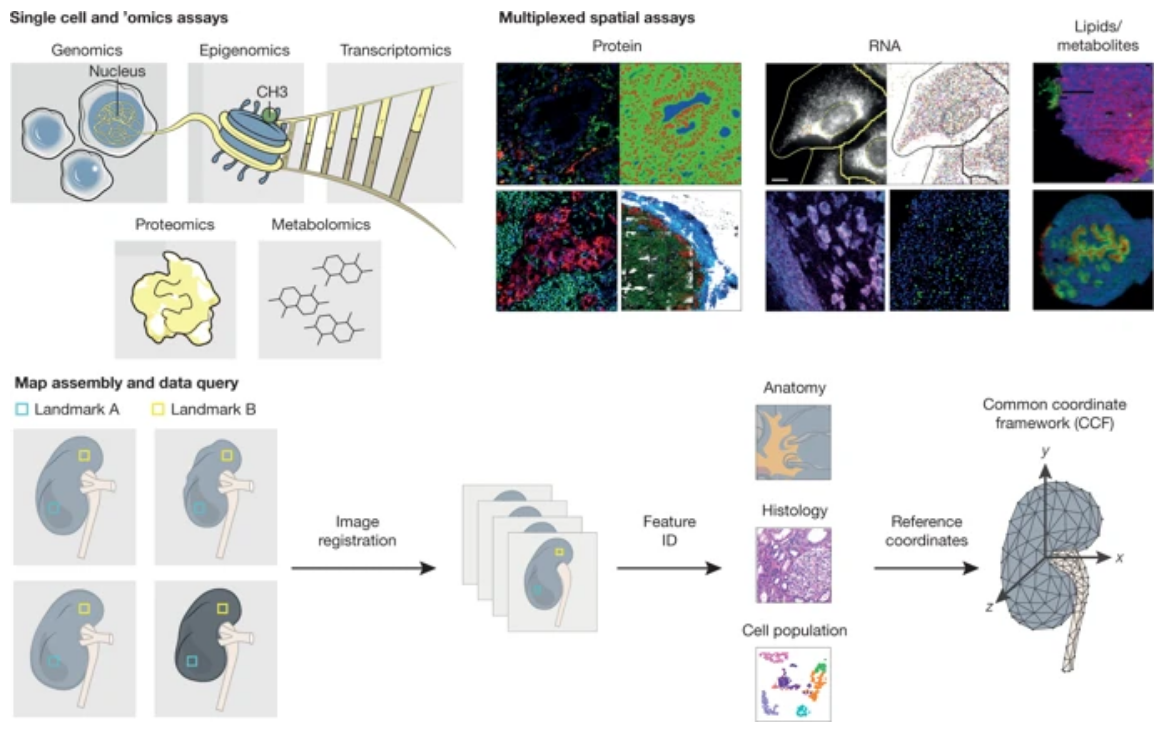 Single cell and 'omics assays
Genomics
Epigenomics
Transcriptomics
Nucleus
CH3
Proteomics
Metabolomics
Multiplexed spatial assays
Protein
RNA
Lipids/
metabolites
Map assembly and data query
Landmark A
Landmark B
Image
registration
Feature
ID
Anatomy
Histology
Cell population
Reference
coordinates
Common coordinate
framework (CCF)
y
x
z